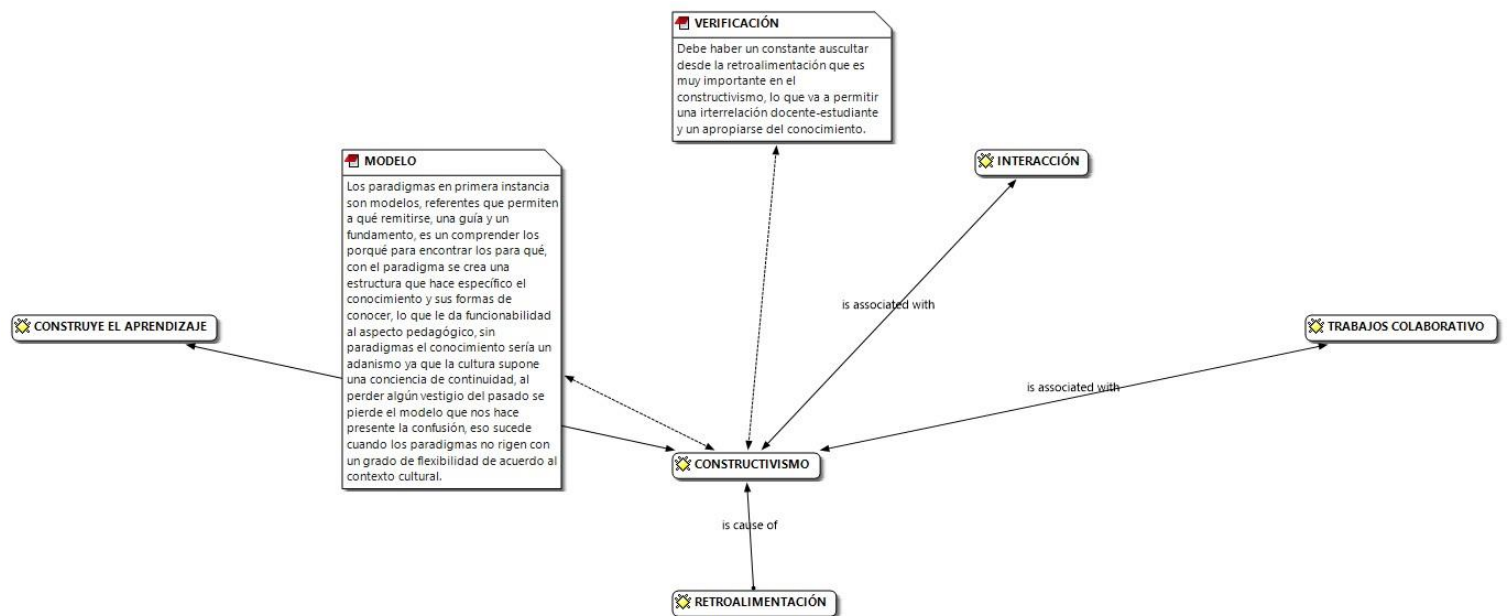 VERIFICACIÓN
Debe haber un constante auscultar
desde la retroalimentación que es
muy importante en el
constructivismo, lo que va a permitir
una irterrelación docente-estudiante
y un apropiarse del conocimiento.
MODELO
Los paradigmas en primera instancia
son modelos, referentes que permiten
a qué remitirse, una guía y un
fundamento, es un comprender los
porqué para encontrar los para qué,
con el paradigma se crea una
estructura que hace específico el
conocimiento y sus formas de
conocer, lo que le da funcionabilidad
al aspecto pedagógico, sin
paradigmas el conocimiento sería un
adanismo ya que la cultura supone
una conciencia de continuidad, al
perder algún vestigio del pasado se
pierde el modelo que nos hace
presente la confusión, eso sucede
cuando los paradigmas no rigen con
un grado de flexibilidad de acuerdo al
contexto cultural.
INTERACCIÓN
is associated with
CONSTRUYE EL APRENDIZAJE
TRABAJOS COLABORATIVO
is associated with
CONSTRUCTIVISMO
is cause of
RETROALIMENTACIÓN